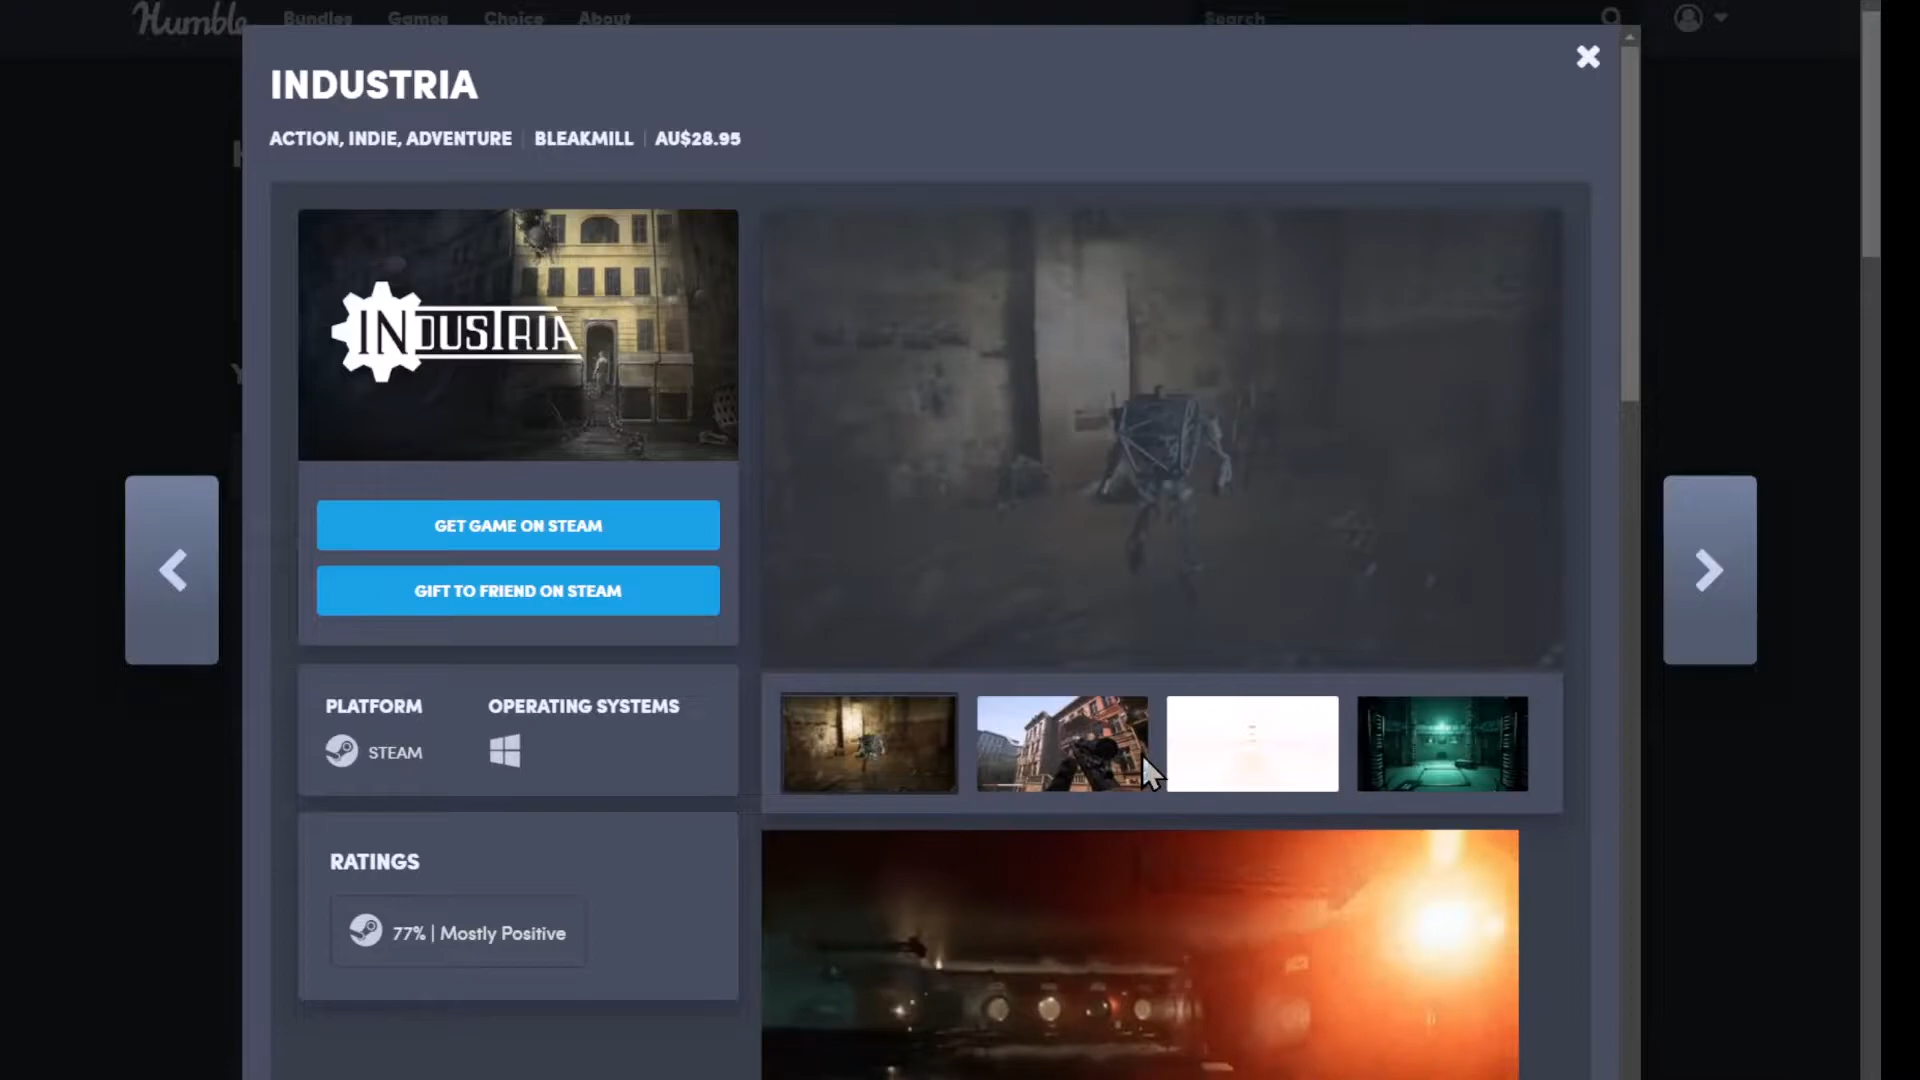 Humble
Bundles Games Choice About Search
INDUSTRIA
ACTION, INDIE, ADVENTURE | BLEAKMILL | AU$28.95
INDUSTRIA
GET GAME ON STEAM
GIFT TO FRIEND ON STEAM
PLATFORM OPERATING SYSTEMS
STEAM
RATINGS
77% | Mostly Positive